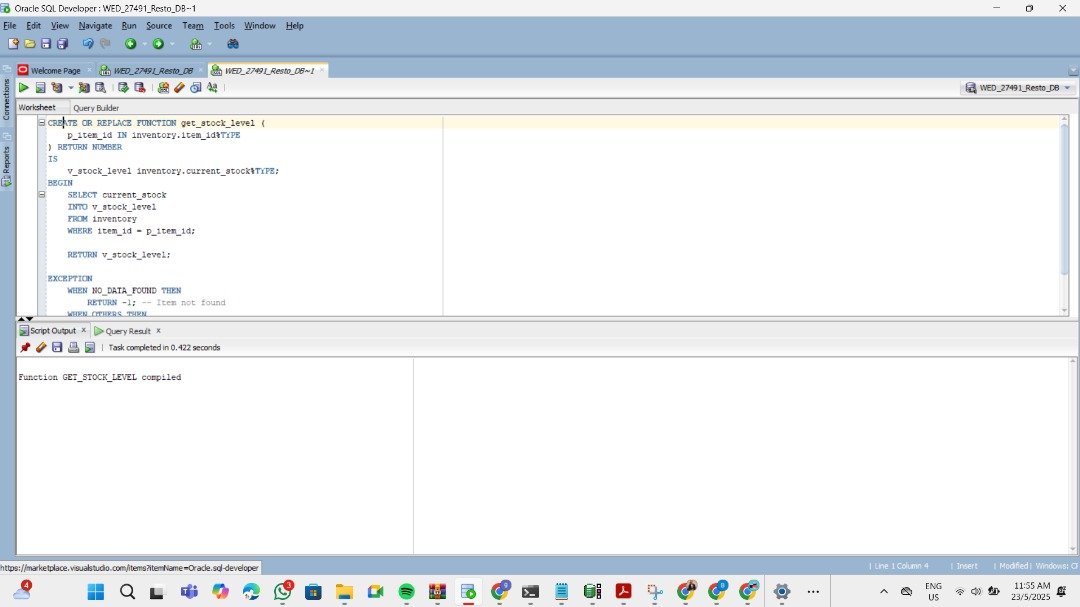 Oracle SQL Developer : WED_27491_Resto_DB~1
File Edit View Navigate Run Source Team Tools Window Help
Welcome Page WED_27491_Resto_DB WED_27491_Resto_DB~1
WED_27491_Resto_DB
Connections
Reports
Worksheet Query Builder
CREATE OR REPLACE FUNCTION get_stock_level (
p_item_id IN inventory.item_id%TYPE
) RETURN NUMBER
IS
v_stock_level inventory.current_stock%TYPE;
BEGIN
SELECT current_stock
INTO v_stock_level
FROM inventory
WHERE item_id = p_item_id;
RETURN v_stock_level;
EXCEPTION
WHEN NO_DATA_FOUND THEN
RETURN -1; -- Item not found
WHEN OTHERS THEN
Script Output x Query Result x
Task completed in 0.422 seconds
Function GET_STOCK_LEVEL compiled
https://marketplace.visualstudio.com/items?itemName=Oracle.sql-developer
Line 1 Column 4 Insert Modified Windows: C
4 3 9 8
ENG
US
11:55 AM
23/5/2025